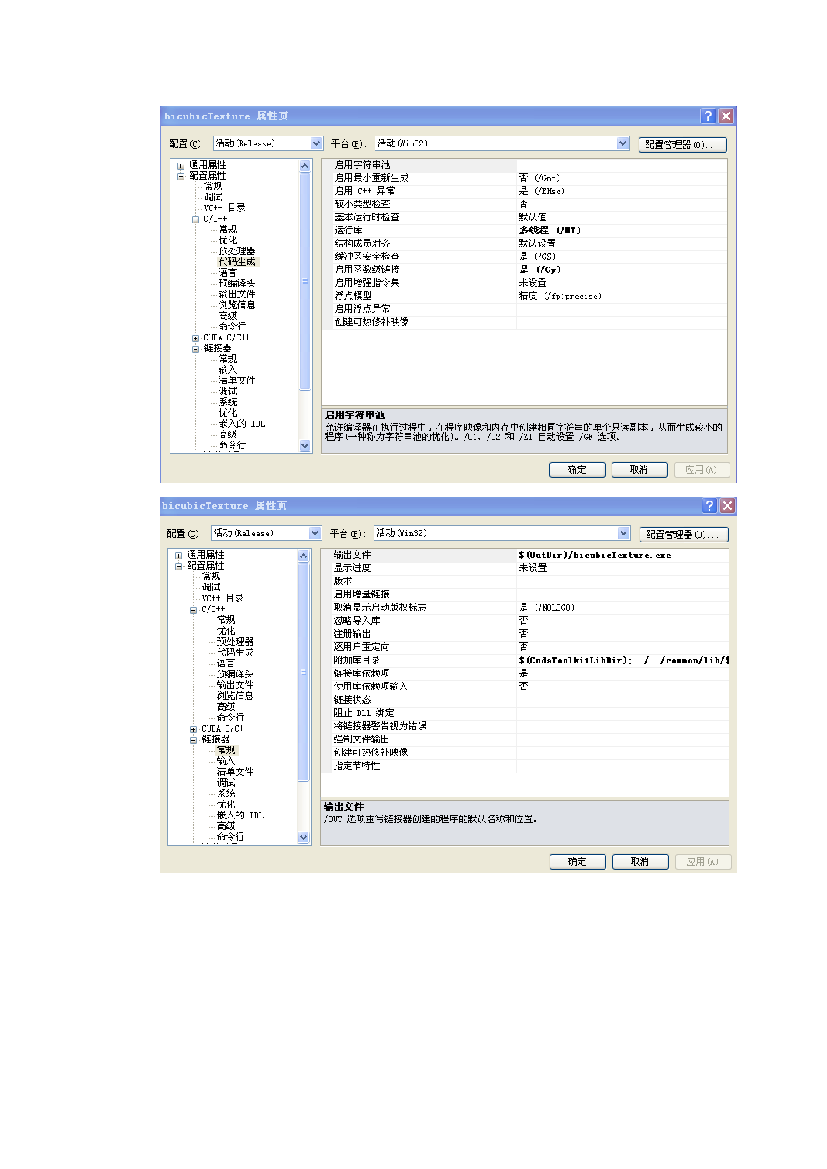 bicubicTexture 属性页
配置(C): 活动(Release) 平台(P): 活动(Win32) 配置管理器(O)...
通用属性
配置属性
常规
调试
VC++ 目录
C/C++
常规
优化
预处理器
代码生成
语言
预编译头
输出文件
浏览信息
高级
命令行
CUDA C/C++
链接器
常规
输入
清单文件
调试
系统
优化
嵌入的 IDL
高级
命令行
启用字符串池
启用最小重新生成 否 (/Gm-)
启用 C++ 异常 是 (/EHsc)
较小类型检查 否
基本运行时检查 默认值
运行库 多线程 (/MT)
结构成员对齐 默认设置
缓冲区安全检查 是 (/GS)
启用函数级链接 是 (/Gy)
启用增强指令集 未设置
浮点模型 精度 (/fp:precise)
启用浮点异常
创建可热修补映像
启用字符串池
允许编译器在执行过程中，在程序映像和内存中创建相同字符串的单个只读副本，从而生成较小的
程序(一种称为字符串池的优化)。/O1、/O2 和 /ZI 自动设置 /GF 选项。
确定 取消 应用(A)
bicubicTexture 属性页
配置(C): 活动(Release) 平台(P): 活动(Win32) 配置管理器(O)...
通用属性
配置属性
常规
调试
VC++ 目录
C/C++
常规
优化
预处理器
代码生成
语言
预编译头
输出文件
浏览信息
高级
命令行
CUDA C/C++
链接器
常规
输入
清单文件
调试
系统
优化
嵌入的 IDL
高级
命令行
输出文件 $(OutDir)/bicubicTexture.exe
显示进度 未设置
版本
启用增量链接
取消显示启动版权标志 是 (/NOLOGO)
忽略导入库 否
注册输出 否
逐用户重定向 否
附加库目录 $(CudaToolkitLibDir); / /common/lib/$
链接库依赖项 是
使用库依赖项输入 否
链接状态
阻止 Dll 绑定
将链接器警告视为错误
强制文件输出
创建可热修补映像
指定节特性
输出文件
/OUT 选项重写链接器创建的程序的默认名称和位置。
确定 取消 应用(A)